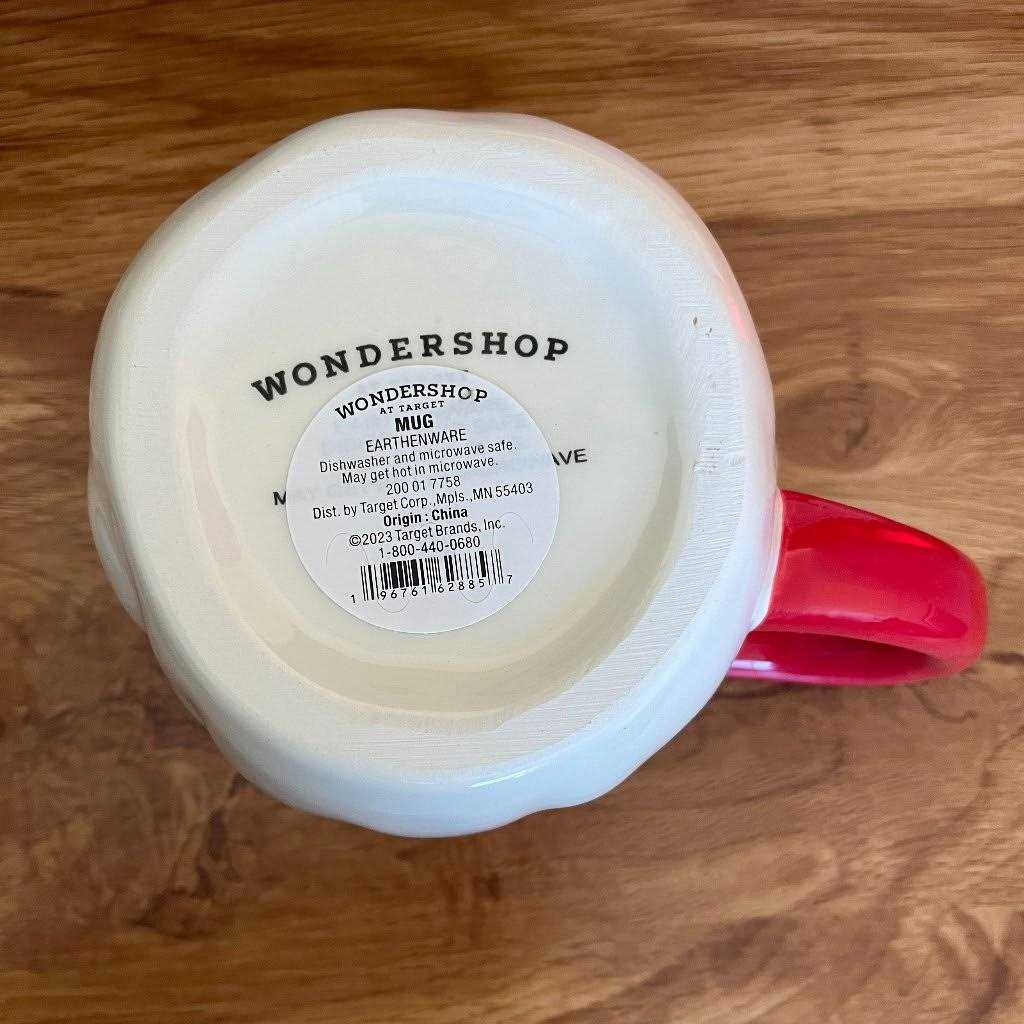 WONDERSHOP
WONDERSHOP
AT TARGET
MUG
EARTHENWARE
Dishwasher and microwave safe.
May get hot in microwave.
200 01 7758
Dist. by Target Corp.,Mpls.,MN 55403
Origin : China
©2023 Target Brands, Inc.
1-800-440-0680
1 96761 62885 7